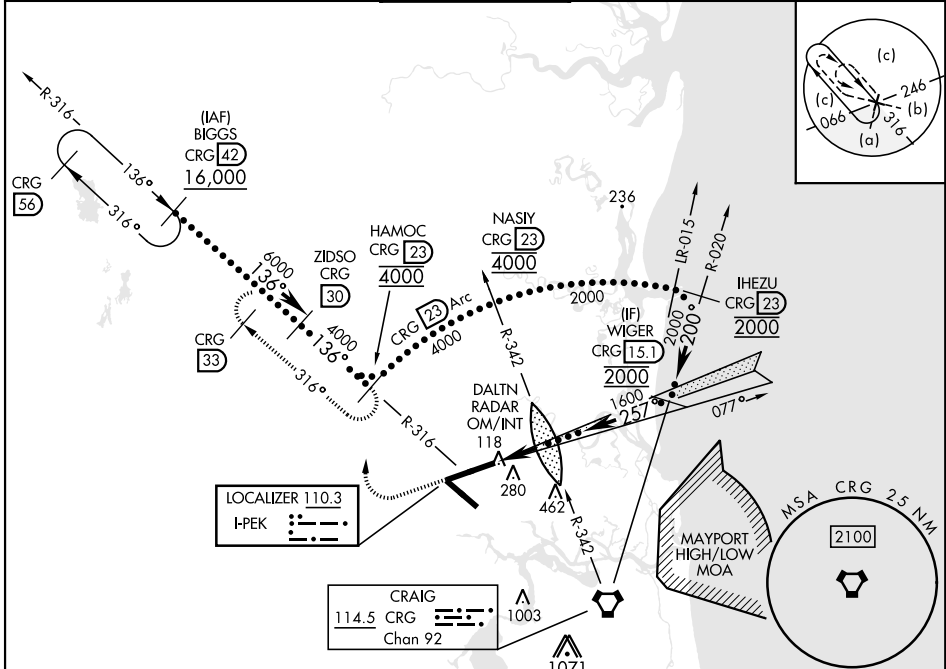 R-316
(IAF)
BIGGS
CRG 42
16,000
CRG
56
136°
316°
6000
136°
ZIDSO
CRG
30
HAMOC
CRG 23
4000
4000
136°
CRG
33
316°
R-316
CRG 23 Arc
4000
NASIY
CRG 23
4000
R-342
236
2000
LR-015
R-020
IHEZU
CRG 23
2000
2000
200°
(IF)
WIGER
CRG 15.1
2000
1600
257°
077°
DALTN
RADAR
OM/INT
118
280
462
R-342
LOCALIZER 110.3
I-PEK
CRAIG
114.5 CRG
Chan 92
1003
1071
MAYPORT
HIGH/LOW
MOA
MSA CRG 25 NM
2100
(c)
(c)
246
066
(b)
316
(a)